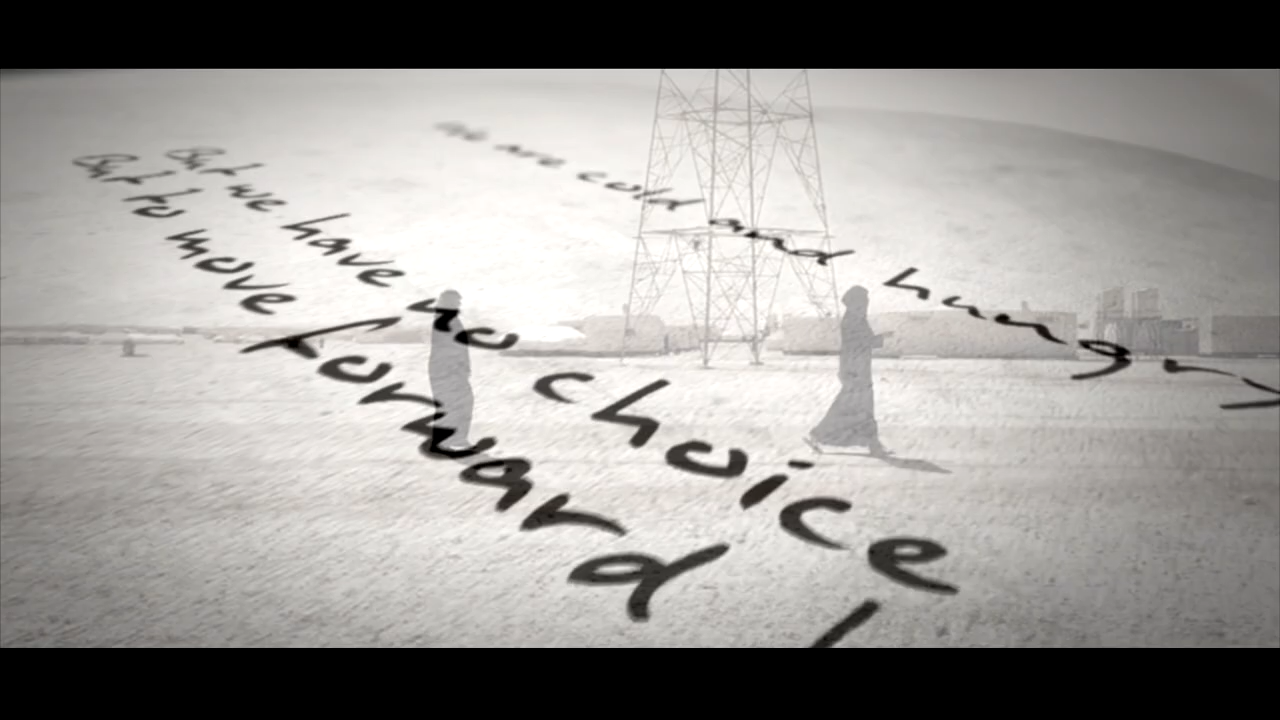 We are cold and hungry
But we have no choice
But to move forward